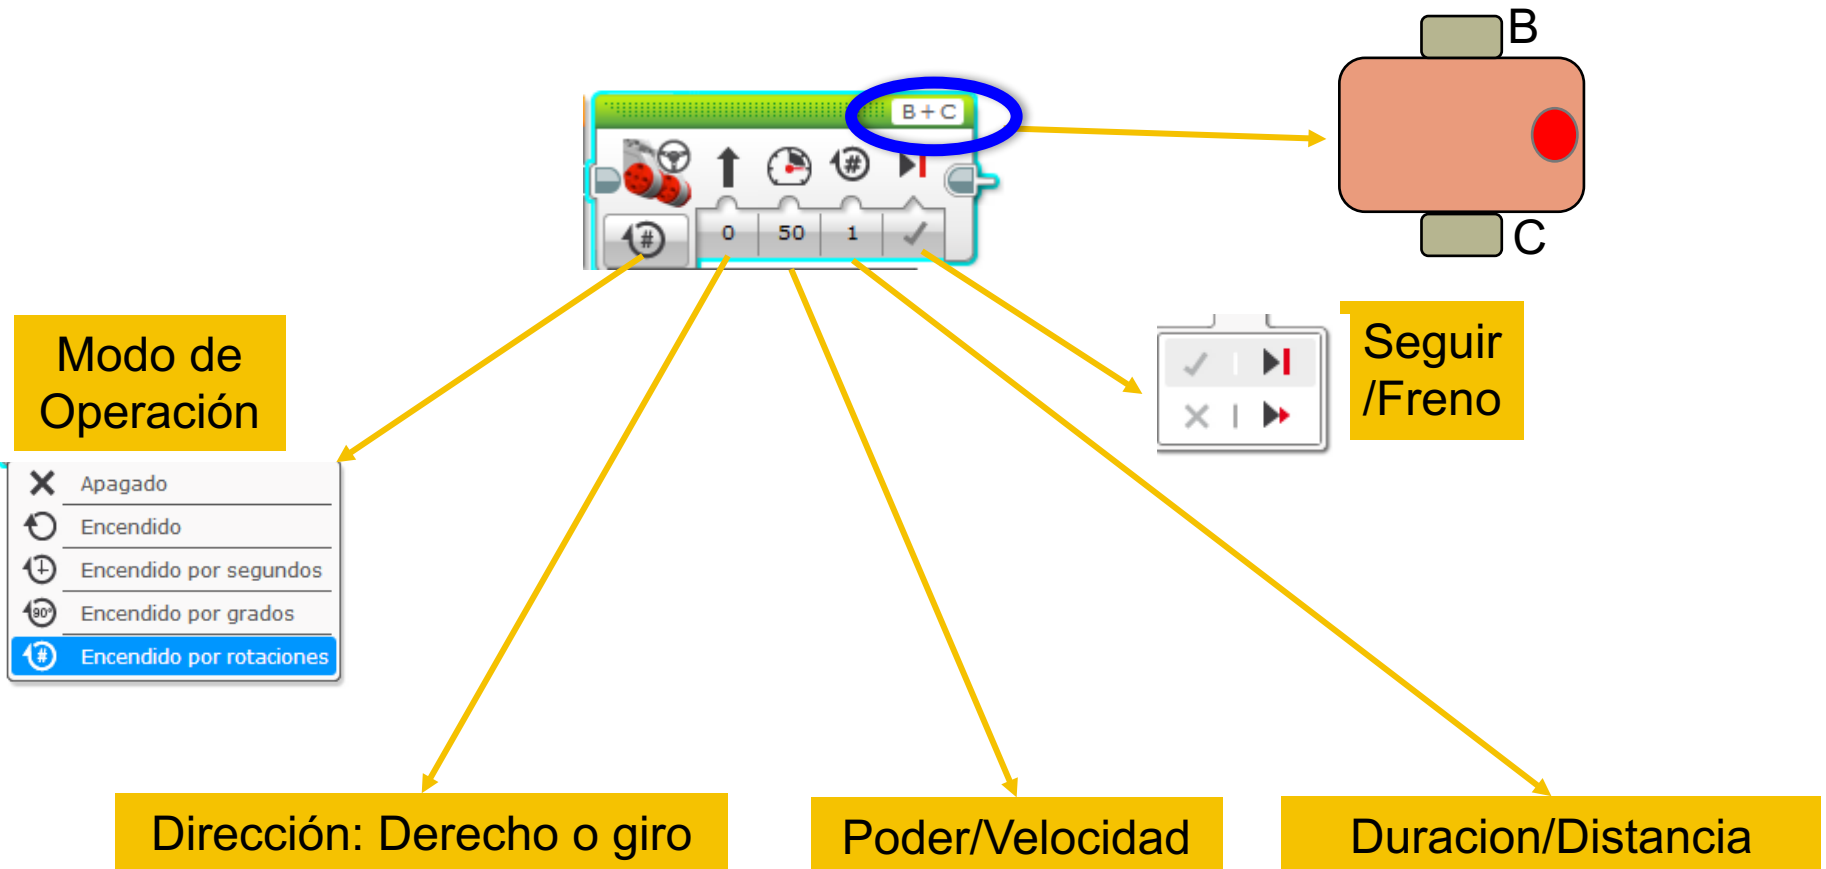 B
B + C
#
#
0
50
1
C
Modo de
Operación
Seguir
/Freno
Apagado
Encendido
Encendido por segundos
90°
Encendido por grados
#
Encendido por rotaciones
Dirección: Derecho o giro
Poder/Velocidad
Duracion/Distancia